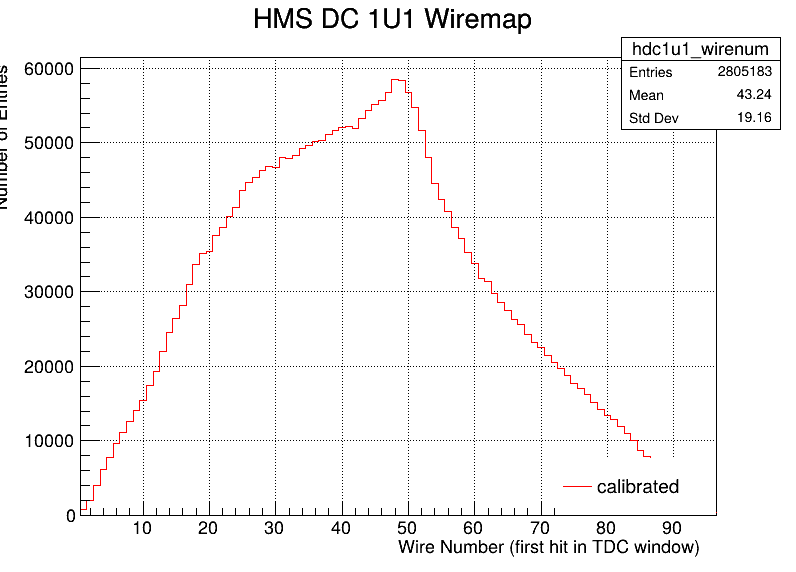 HMS DC 1U1 Wiremap
hdc1u1_wirenum
Entries 2805183
Mean 43.24
Std Dev 19.16
Number of Entries
60000
50000
40000
30000
20000
10000
0
calibrated
10 20 30 40 50 60 70 80 90
Wire Number (first hit in TDC window)